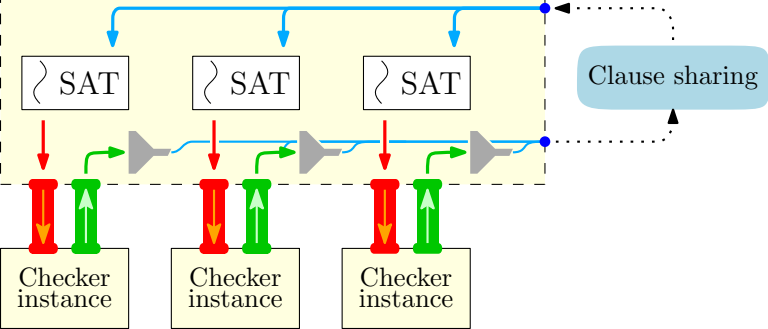 Clause sharing
SAT
SAT
SAT
Checker
instance
Checker
instance
Checker
instance